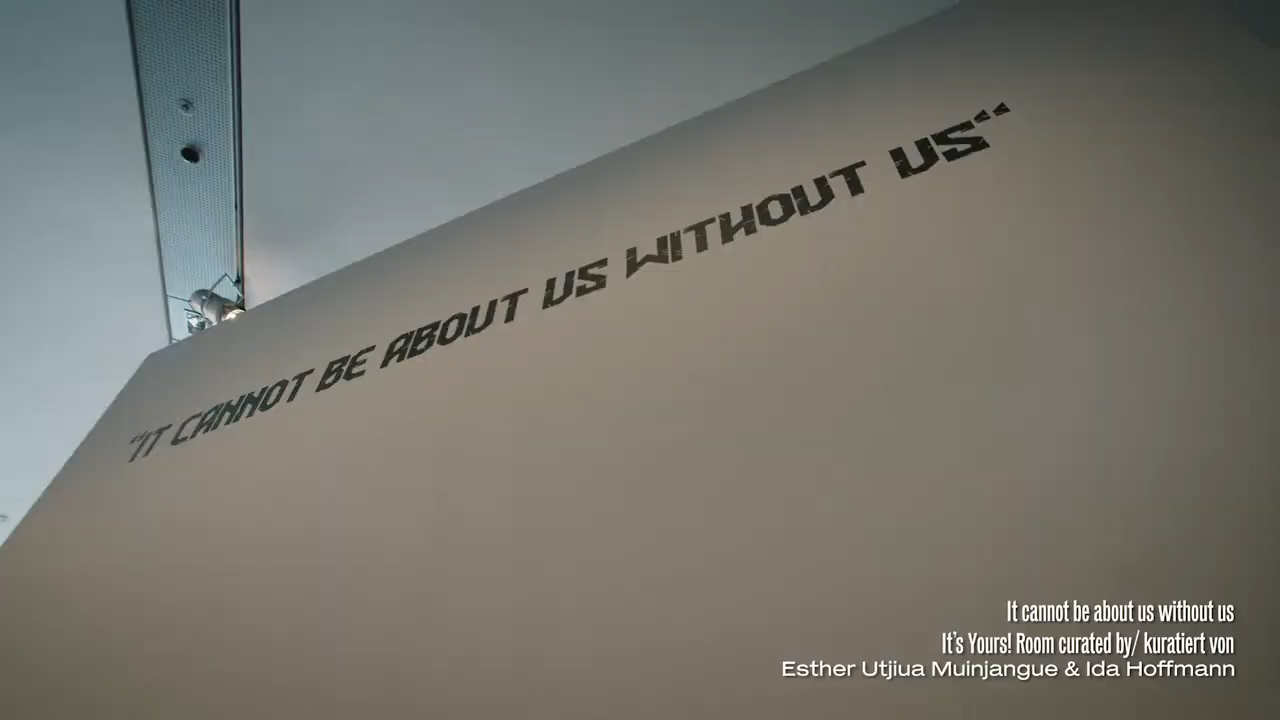 "IT CANNOT BE ABOUT US WITHOUT US“
It cannot be about us without us
It’s Yours! Room curated by/ kuratiert von
Esther Utjiua Muinjangue & Ida Hoffmann